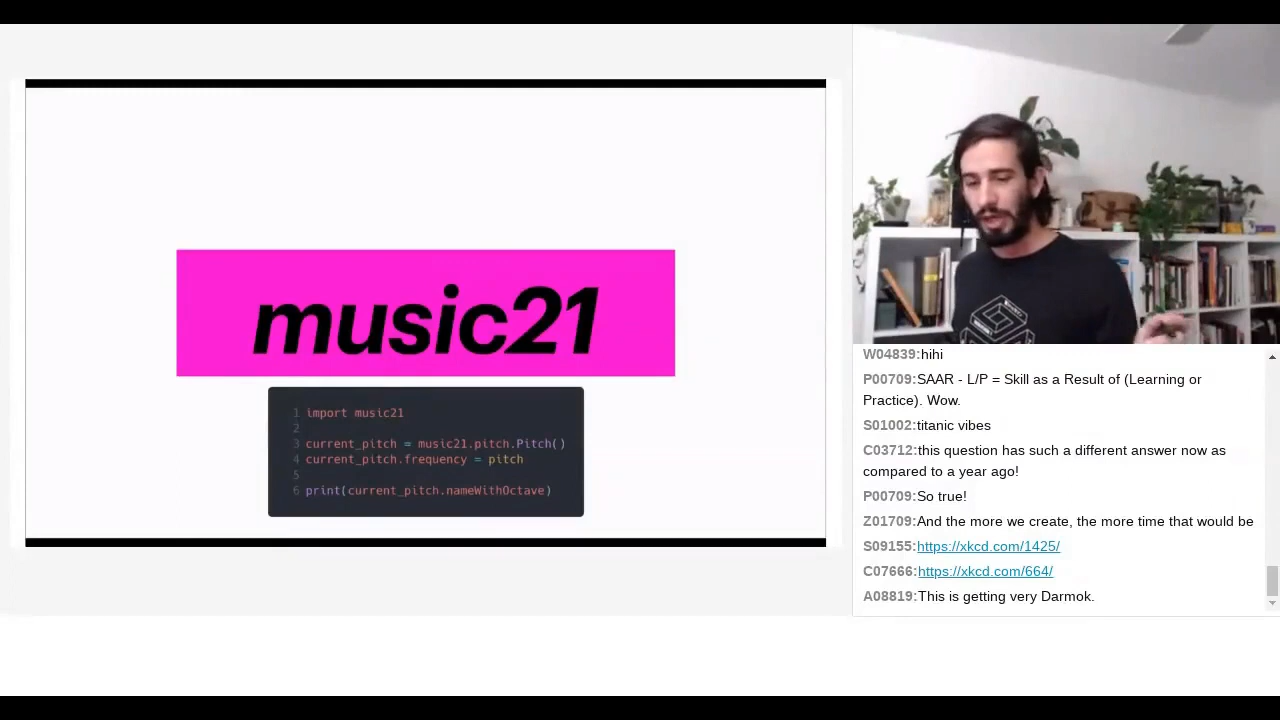 music21
1 import music21
2
3 current_pitch = music21.pitch.Pitch()
4 current_pitch.frequency = pitch
5
6 print(current_pitch.nameWithOctave)
W04839:hihi
P00709:SAAR - L/P = Skill as a Result of (Learning or
Practice). Wow.
S01002:titanic vibes
C03712:this question has such a different answer now as
compared to a year ago!
P00709:So true!
Z01709:And the more we create, the more time that would be
S09155:https://xkcd.com/1425/
C07666:https://xkcd.com/664/
A08819:This is getting very Darmok.